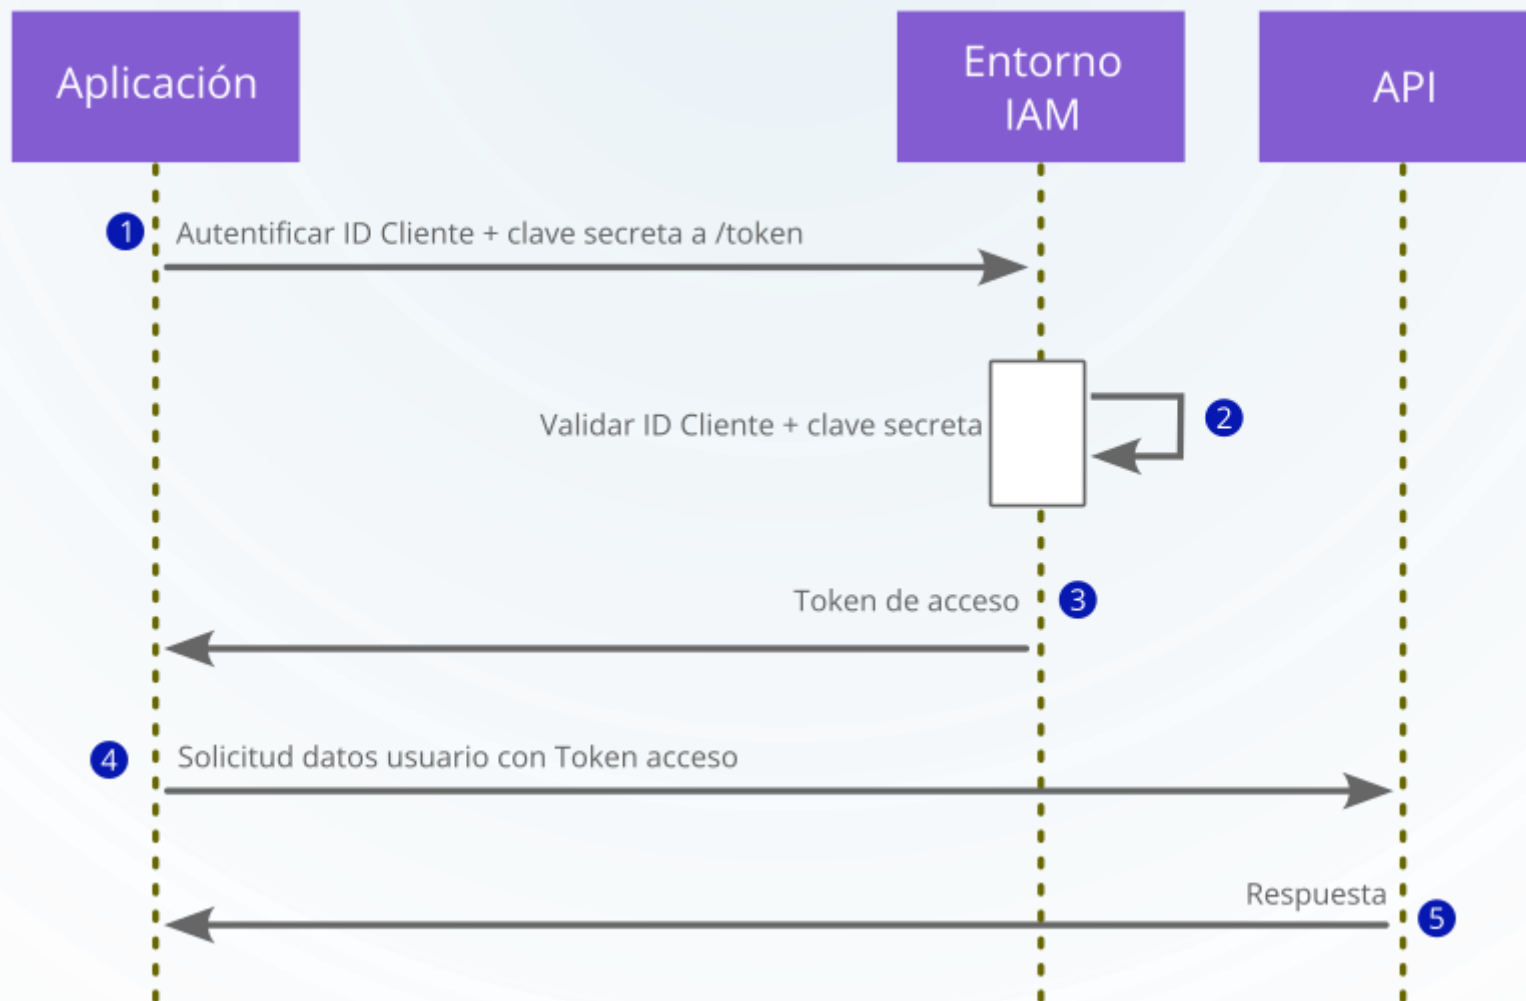 Aplicación
Entorno
IAM
API
1 Autentificar ID Cliente + clave secreta a /token
Validar ID Cliente + clave secreta 2
Token de acceso 3
4 Solicitud datos usuario con Token acceso
Respuesta 5